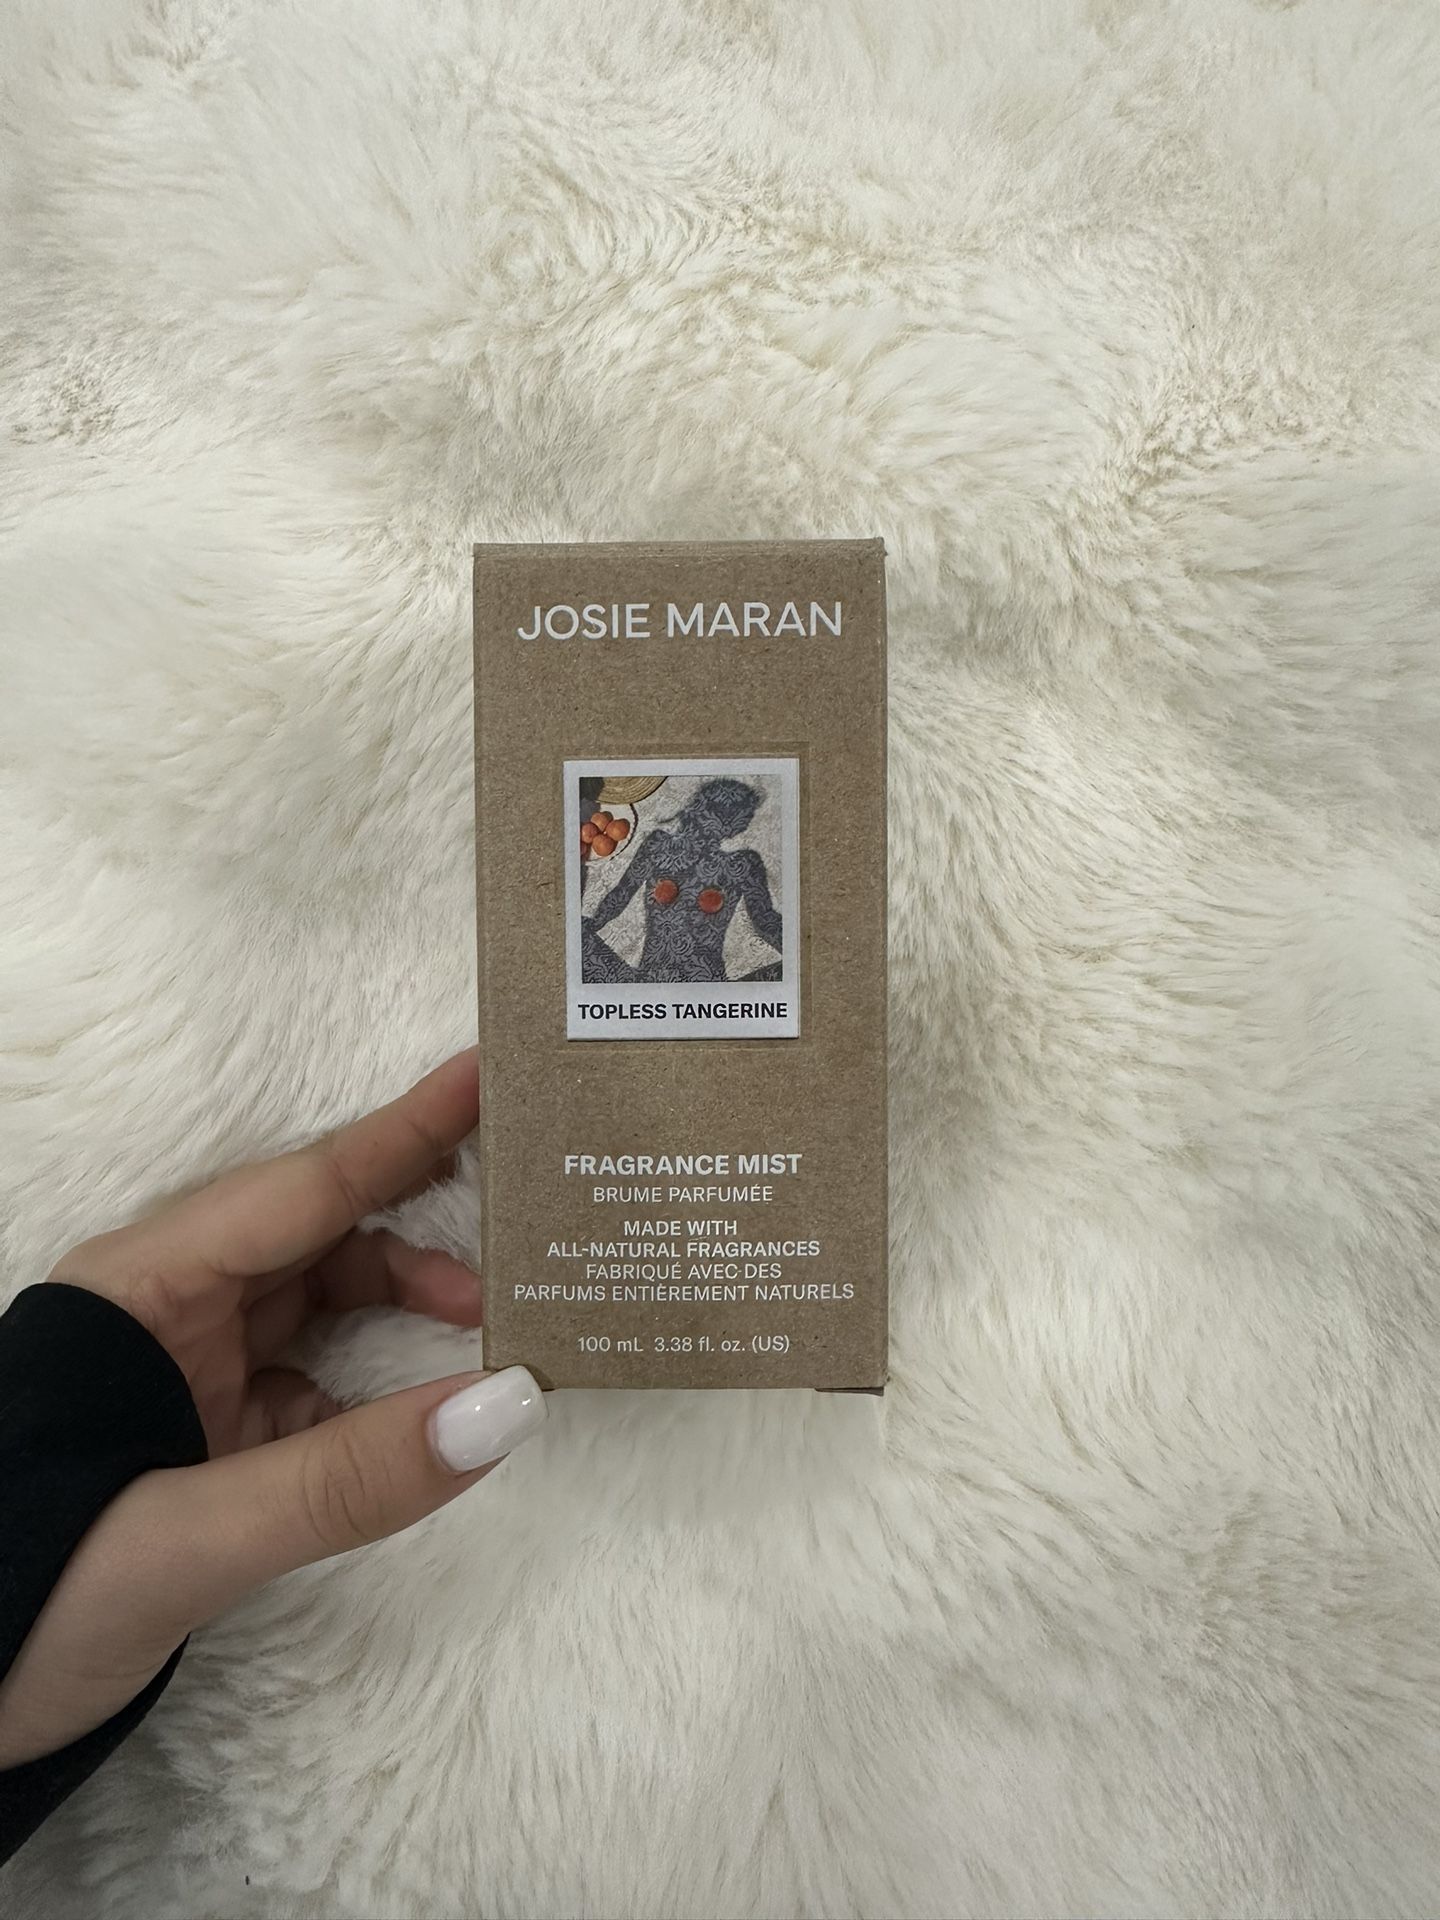 JOSIE MARAN
TOPLESS TANGERINE
FRAGRANCE MIST
BRUME PARFUMÉE
MADE WITH
ALL-NATURAL FRAGRANCES
FABRIQUÉ AVEC DES
PARFUMS ENTIÈREMENT NATURELS
100 mL 3.38 fl. oz. (US)